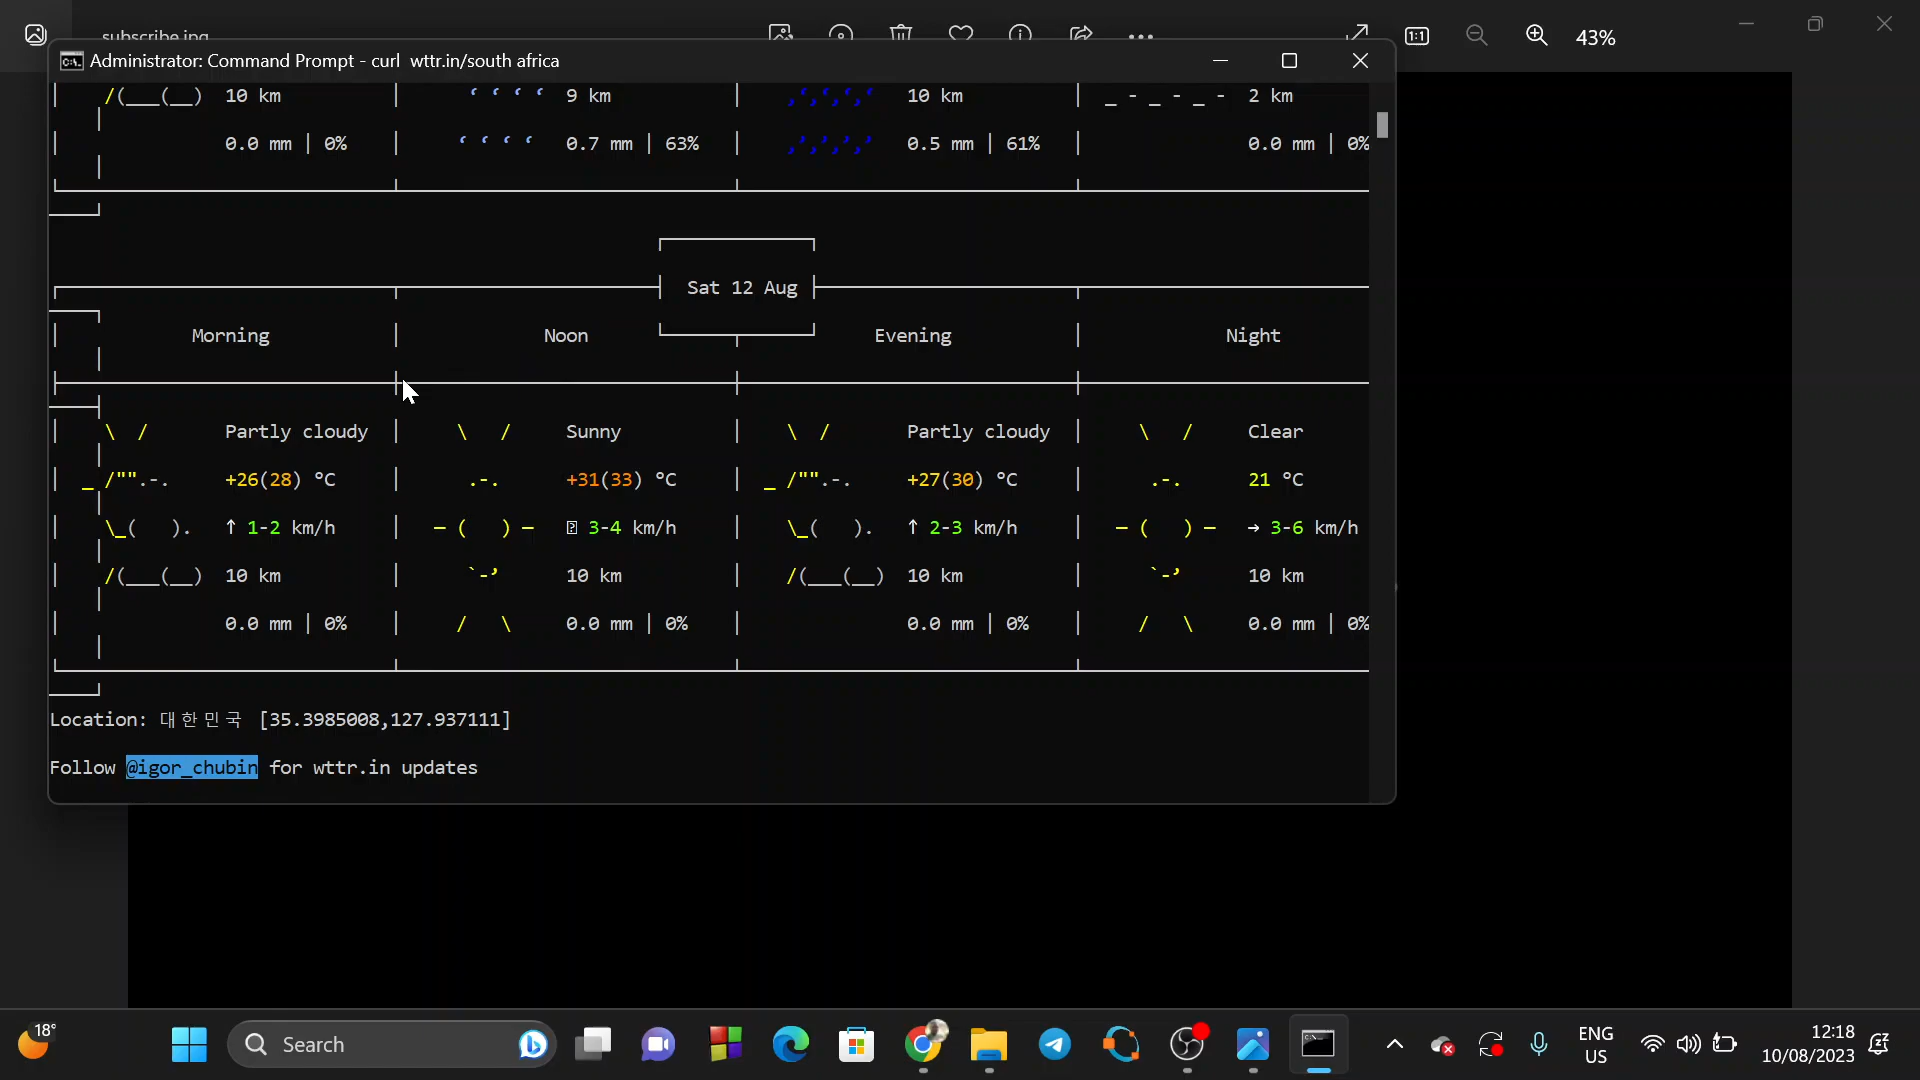 subscribe.jpg
43%
Administrator: Command Prompt - curl  wttr.in/south africa
10 km | 9 km | 10 km | 2 km
0.0 mm | 0% | 0.7 mm | 63% | 0.5 mm | 61% | 0.0 mm | 0%
Sat 12 Aug
Morning | Noon | Evening | Night
Partly cloudy | Sunny | Partly cloudy | Clear
+26(28) °C | +31(33) °C | +27(30) °C | 21 °C
↑ 1-2 km/h | 3-4 km/h | ↑ 2-3 km/h | → 3-6 km/h
10 km | 10 km | 10 km | 10 km
0.0 mm | 0% | 0.0 mm | 0% | 0.0 mm | 0% | 0.0 mm | 0%
Location: 대한민국 [35.3985008,127.937111]
Follow @igor_chubin for wttr.in updates
18°
Search
ENG
US
12:18
10/08/2023